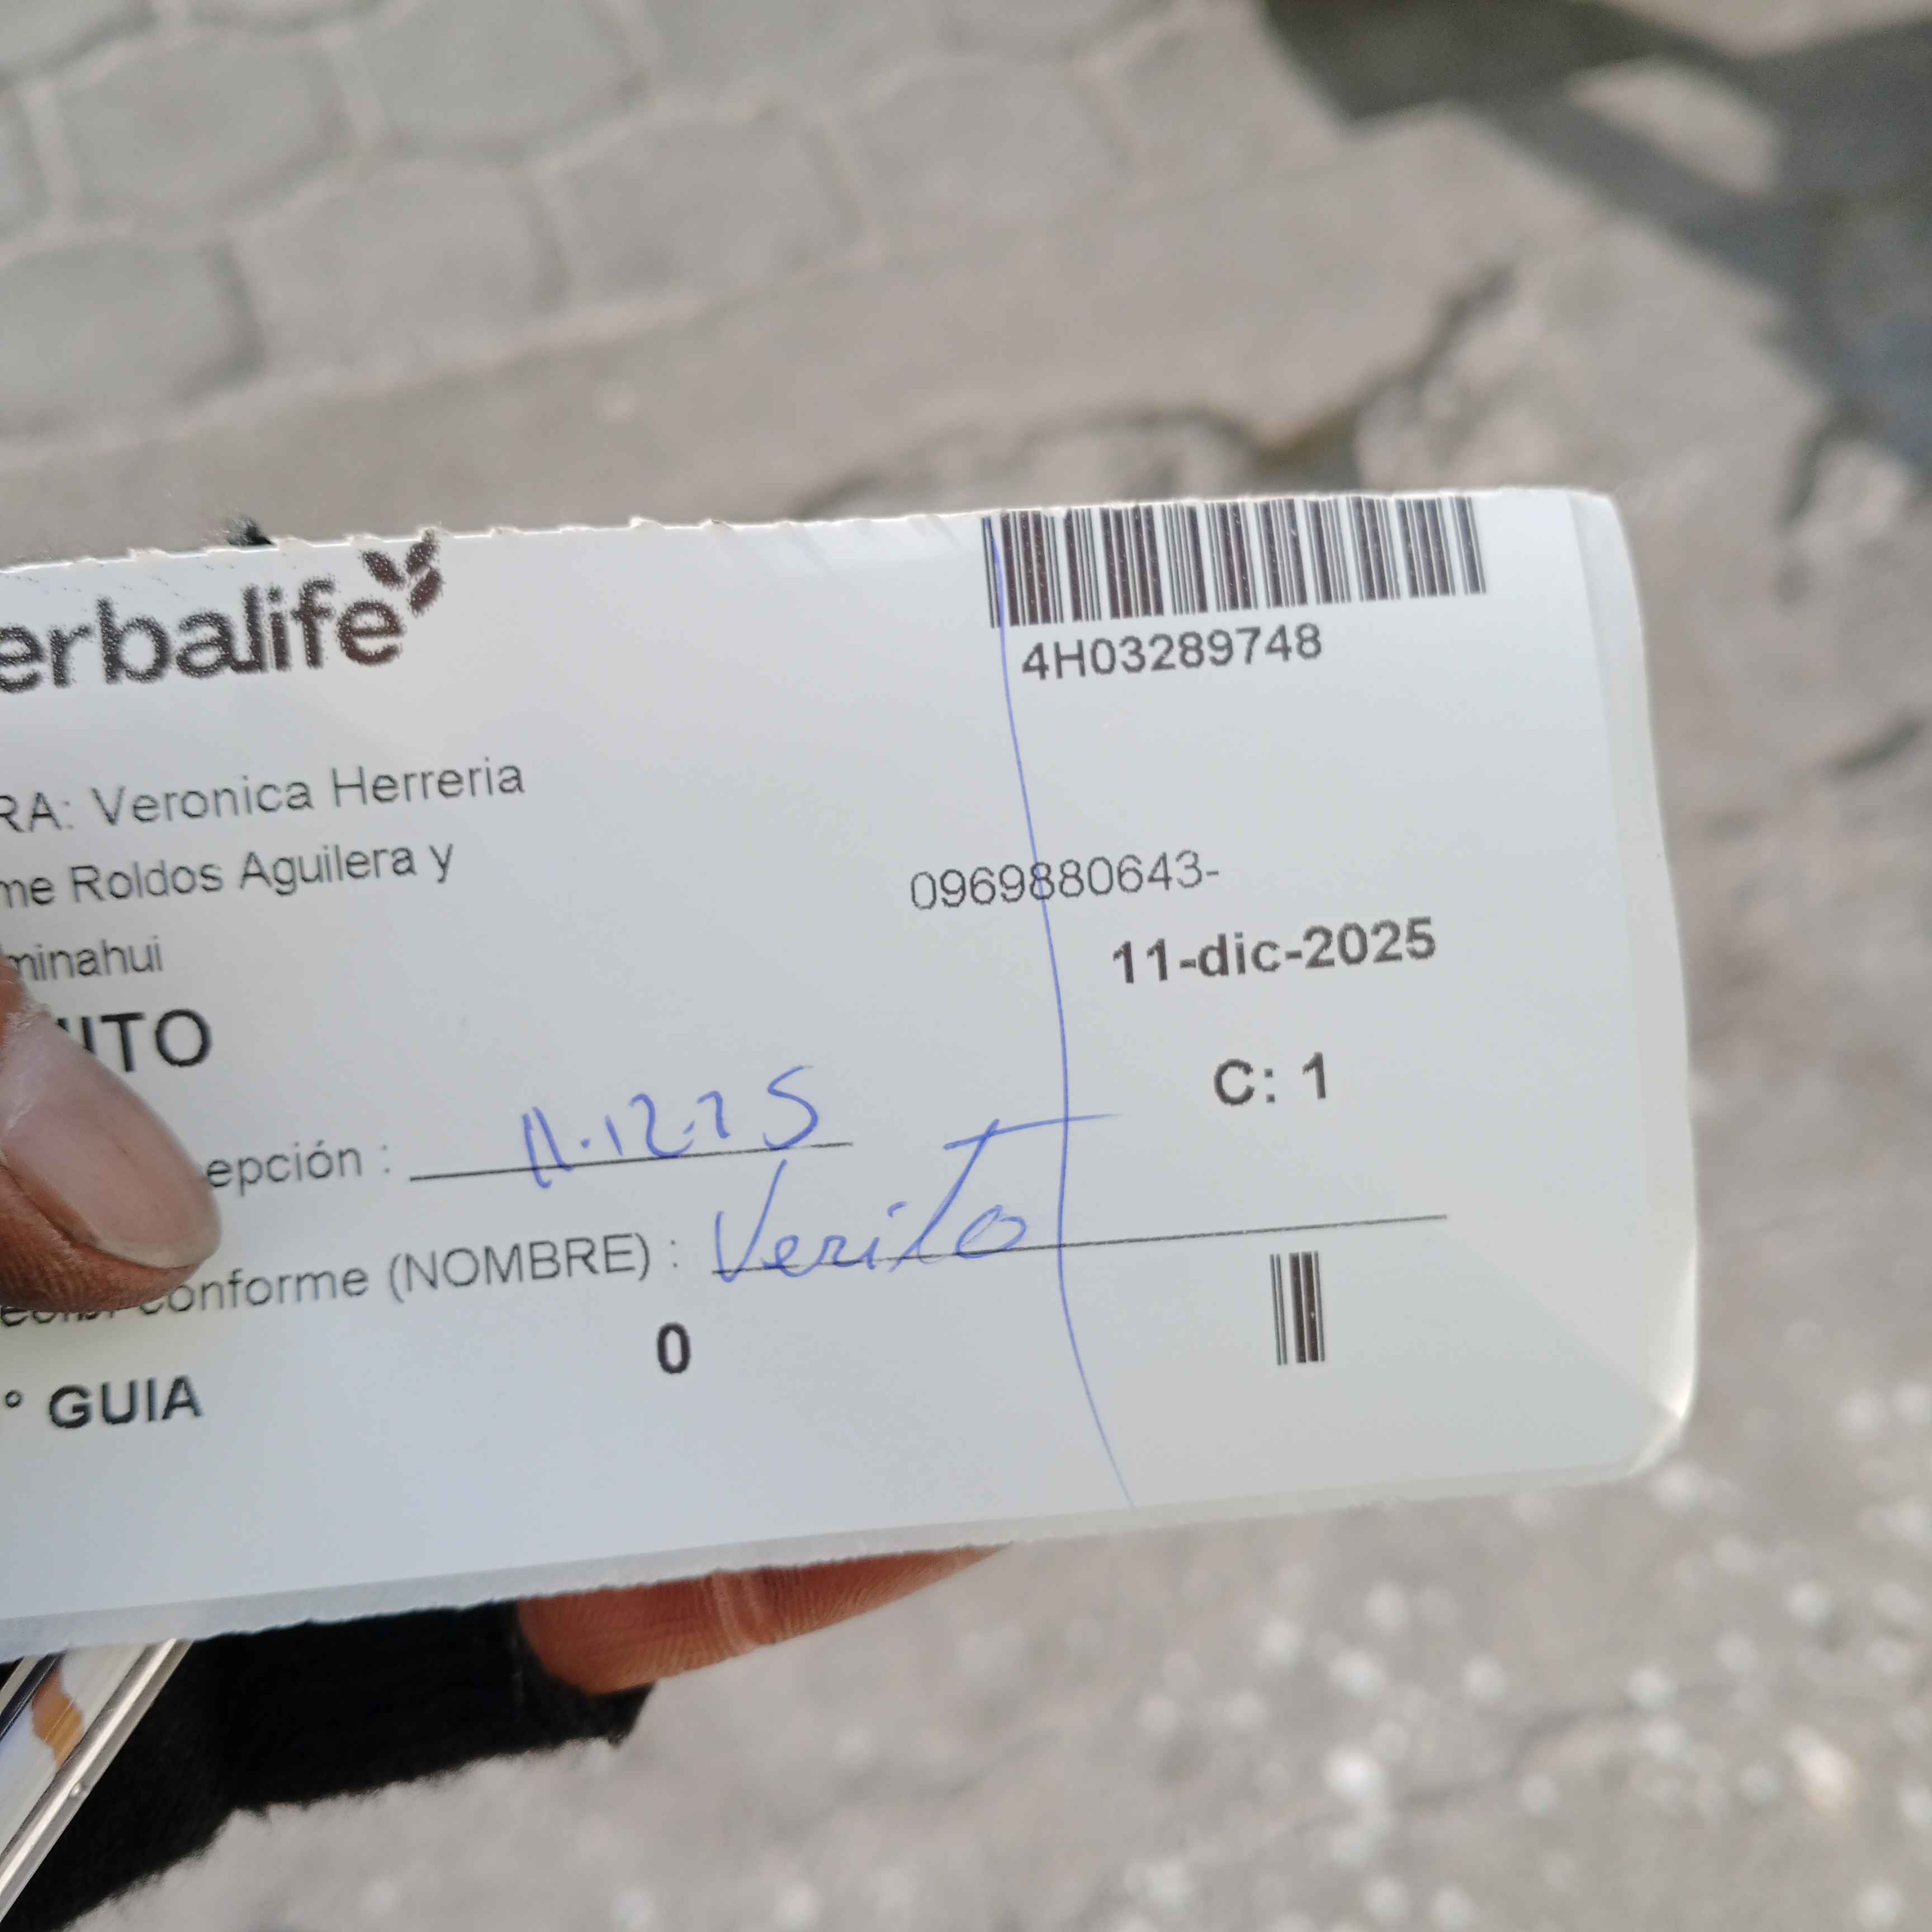 erbalife
4H03289748
RA: Veronica Herreria
me Roldos Aguilera y
0969880643-
minahui
11-dic-2025
UITO
C: 1
epción : 11.12.25
conforme (NOMBRE) : Verito
0
° GUIA